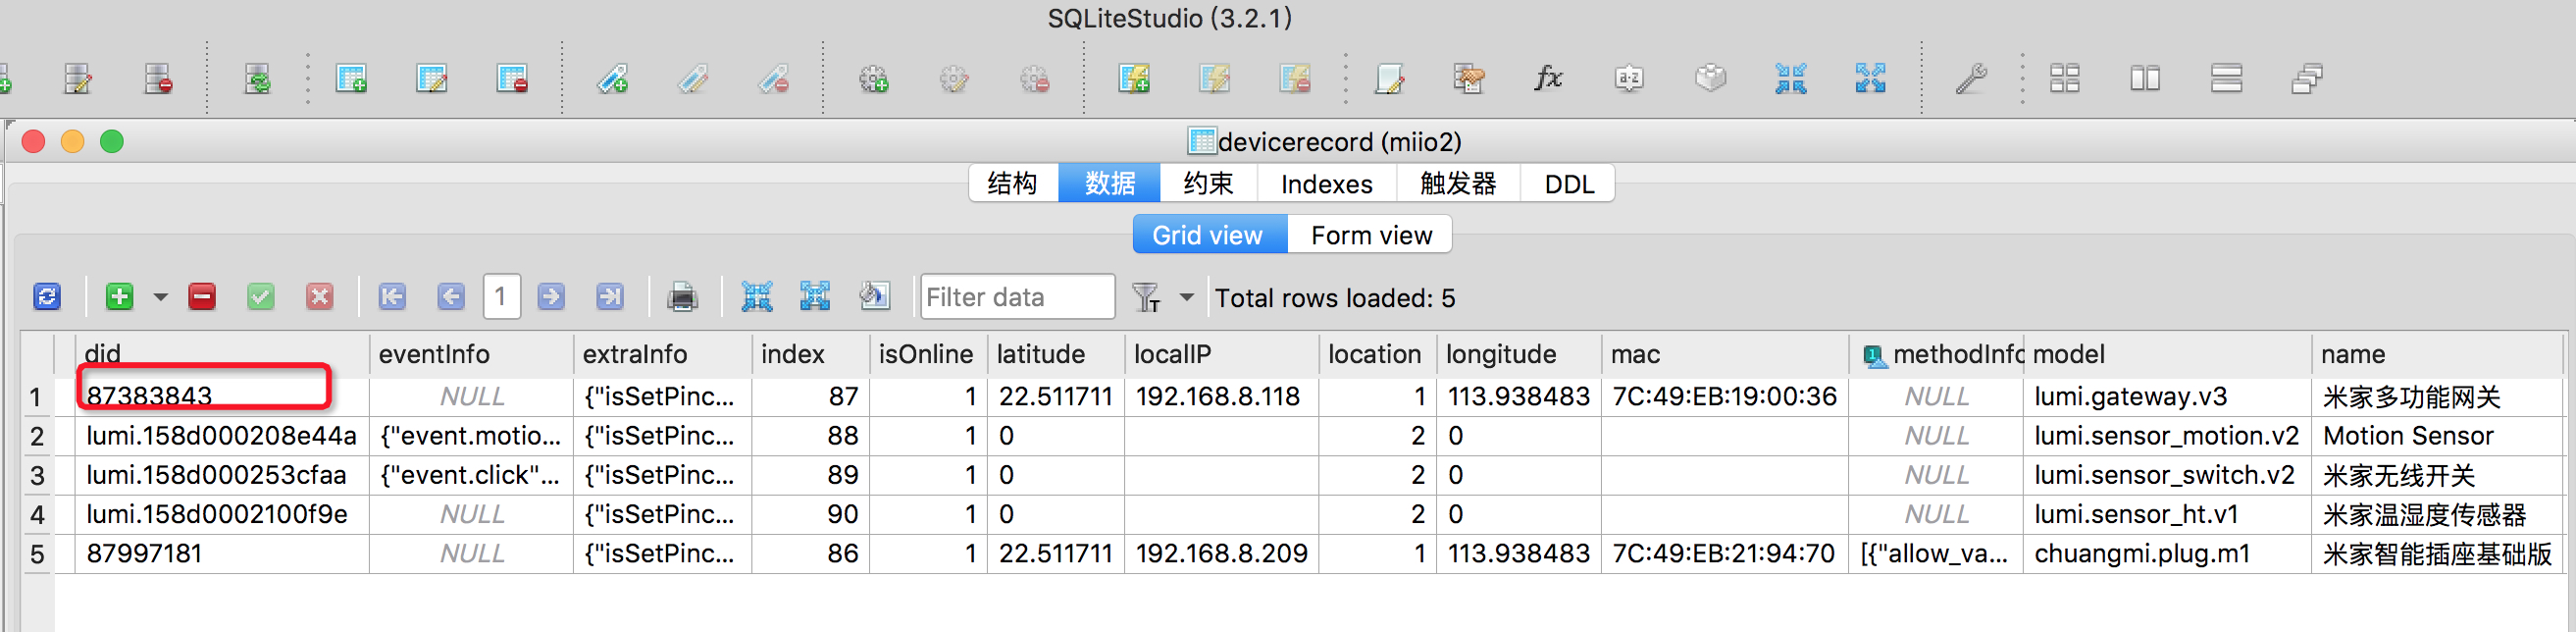 SQLiteStudio (3.2.1)
fx
a·z
devicerecord (miio2)
结构 数据 约束 Indexes 触发器 DDL
Grid view Form view
1 Filter data T Total rows loaded: 5
did eventInfo extraInfo index isOnline latitude localIP location longitude mac 1 methodInfo model name
1 87383843 NULL {"isSetPinc... 87 1 22.511711 192.168.8.118 1 113.938483 7C:49:EB:19:00:36 NULL lumi.gateway.v3 米家多功能网关
2 lumi.158d000208e44a {"event.motio... {"isSetPinc... 88 1 0 2 0 NULL lumi.sensor_motion.v2 Motion Sensor
3 lumi.158d000253cfaa {"event.click"... {"isSetPinc... 89 1 0 2 0 NULL lumi.sensor_switch.v2 米家无线开关
4 lumi.158d0002100f9e NULL {"isSetPinc... 90 1 0 2 0 NULL lumi.sensor_ht.v1 米家温湿度传感器
5 87997181 NULL {"isSetPinc... 86 1 22.511711 192.168.8.209 1 113.938483 7C:49:EB:21:94:70 [{"allow_va... chuangmi.plug.m1 米家智能插座基础版